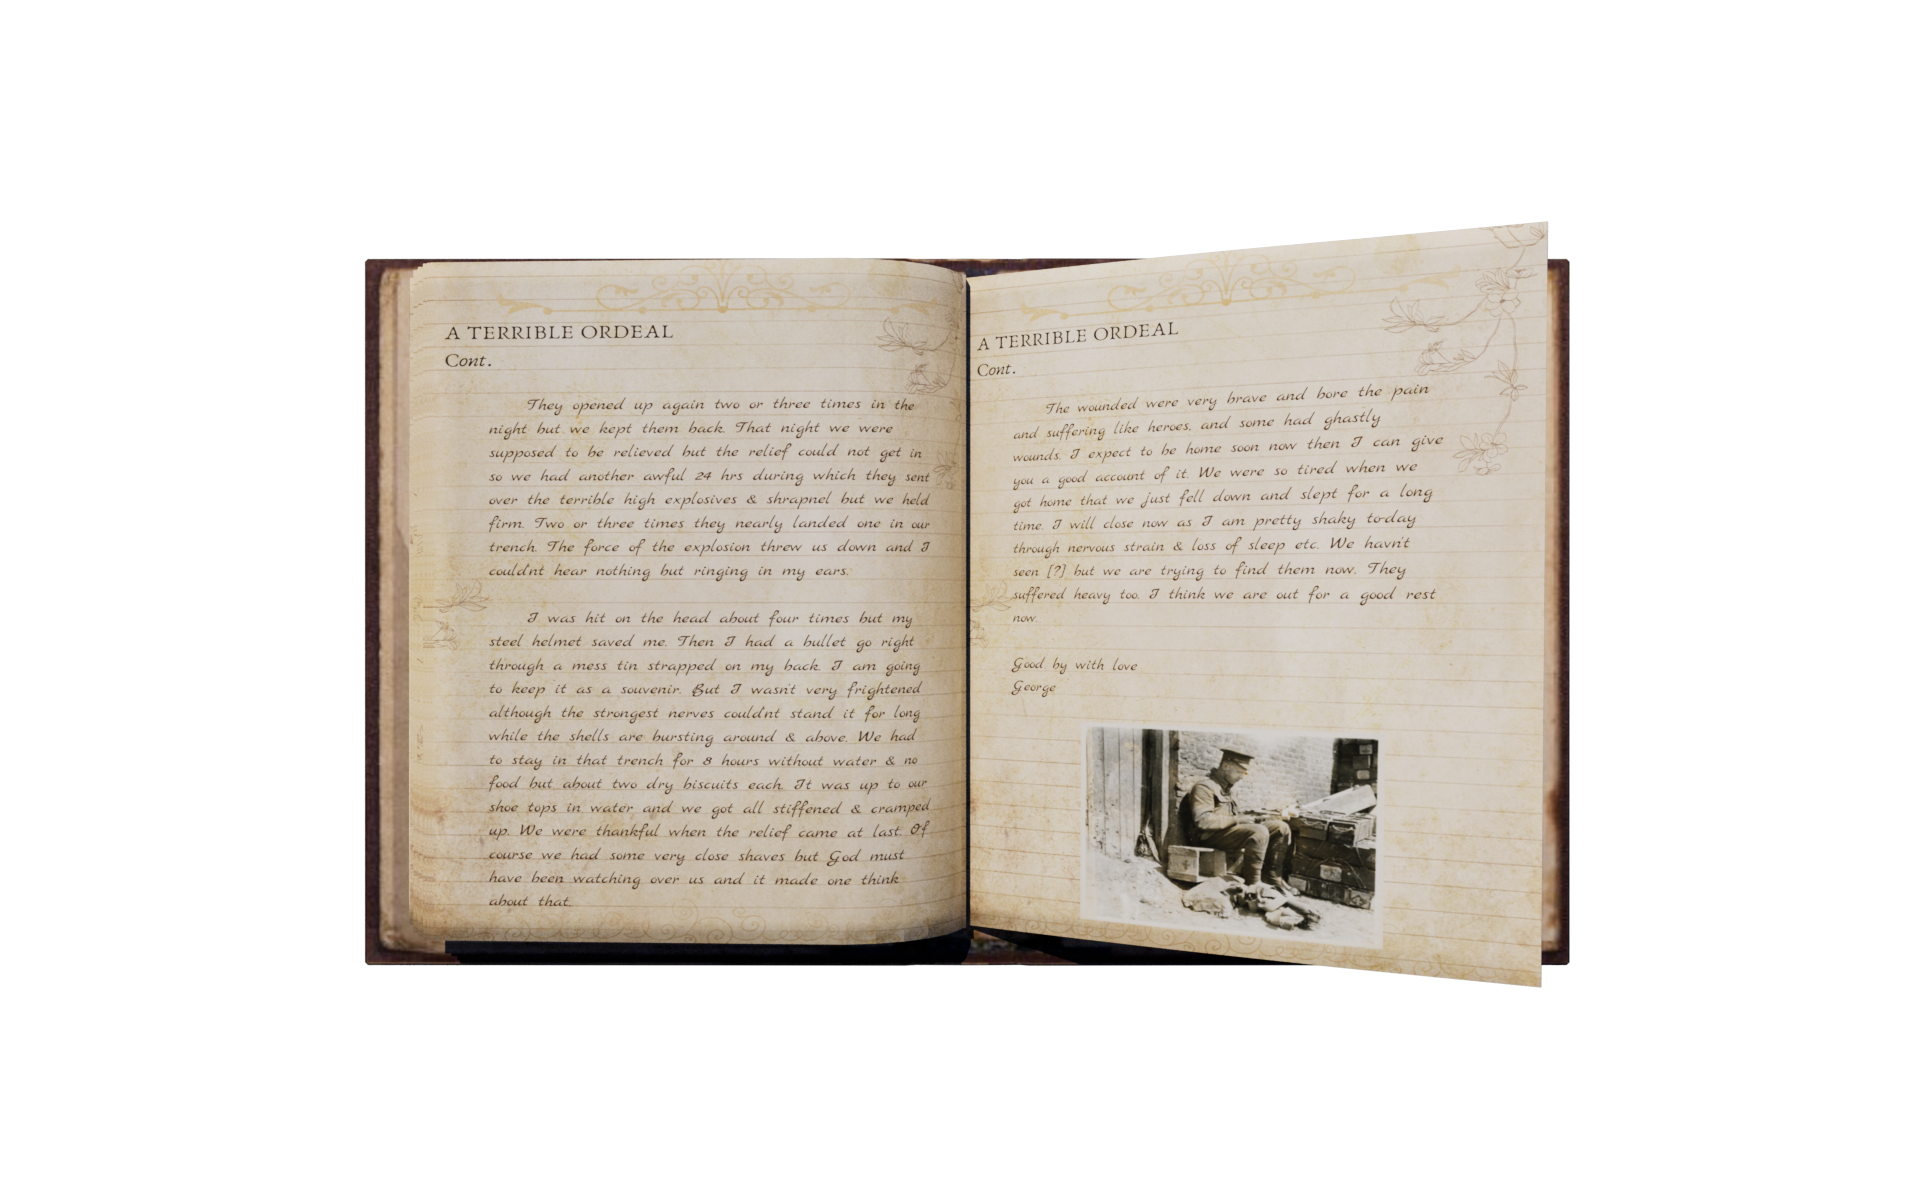 A TERRIBLE ORDEAL
Cont.
They opened up again two or three times in the
night but we kept them back. That night we were
supposed to be relieved but the relief could not get in
so we had another awful 24 hrs during which they sent
over the terrible high explosives & shrapnel but we held
firm. Two or three times they nearly landed one in our
trench. The force of the explosion threw us down and I
could'nt hear nothing but ringing in my ears.
I was hit on the head about four times but my
steel helmet saved me. Then I had a bullet go right
through a mess tin strapped on my back. I am going
to keep it as a souvenir. But I wasn't very frightened
although the strongest nerves could'nt stand it for long
while the shells are bursting around & above. We had
to stay in that trench for 8 hours without water & no
food but about two dry biscuits each. It was up to our
shoe tops in water and we got all stiffened & cramped
up. We were thankful when the relief came at last. Of
course we had some very close shaves but God must
have been watching over us and it made one think
about that.
A TERRIBLE ORDEAL
Cont.
The wounded were very brave and bore the pain
and suffering like heroes, and some had ghastly
wounds. I expect to be home soon now then I can give
you a good account of it. We were so tired when we
got home that we just fell down and slept for a long
time. I will close now as I am pretty shaky to-day
through nervous strain & loss of sleep etc. We hav'nt
seen [?] but we are trying to find them now. They
suffered heavy too. I think we are out for a good rest
now.
Good by with love
George